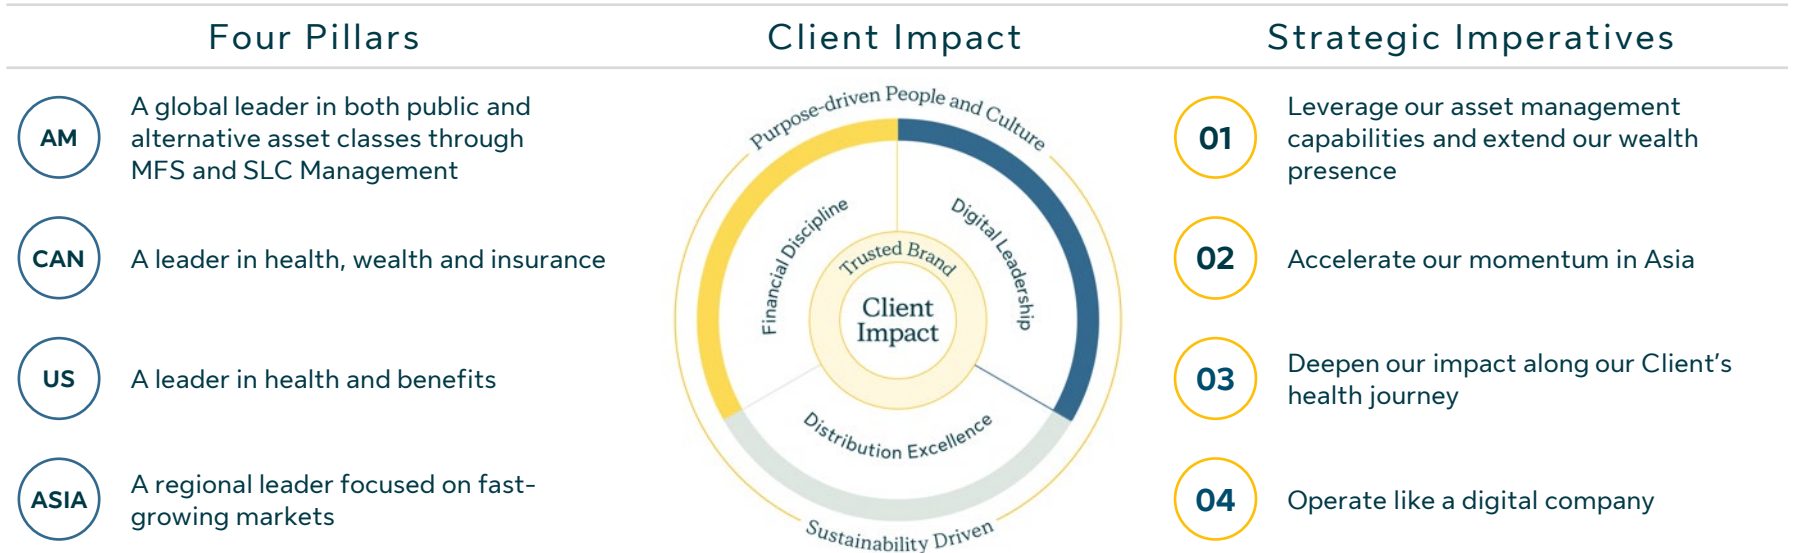 Four Pillars
AM
A global leader in both public and
alternative asset classes through
MFS and SLC Management
CAN
A leader in health, wealth and insurance
US
A leader in health and benefits
ASIA
A regional leader focused on fast-
growing markets
Client Impact
Purpose-driven People and Culture
Financial Discipline
Digital Leadership
Trusted Brand
Client
Impact
Distribution Excellence
Sustainability Driven
Strategic Imperatives
01
Leverage our asset management
capabilities and extend our wealth
presence
02
Accelerate our momentum in Asia
03
Deepen our impact along our Client's
health journey
04
Operate like a digital company